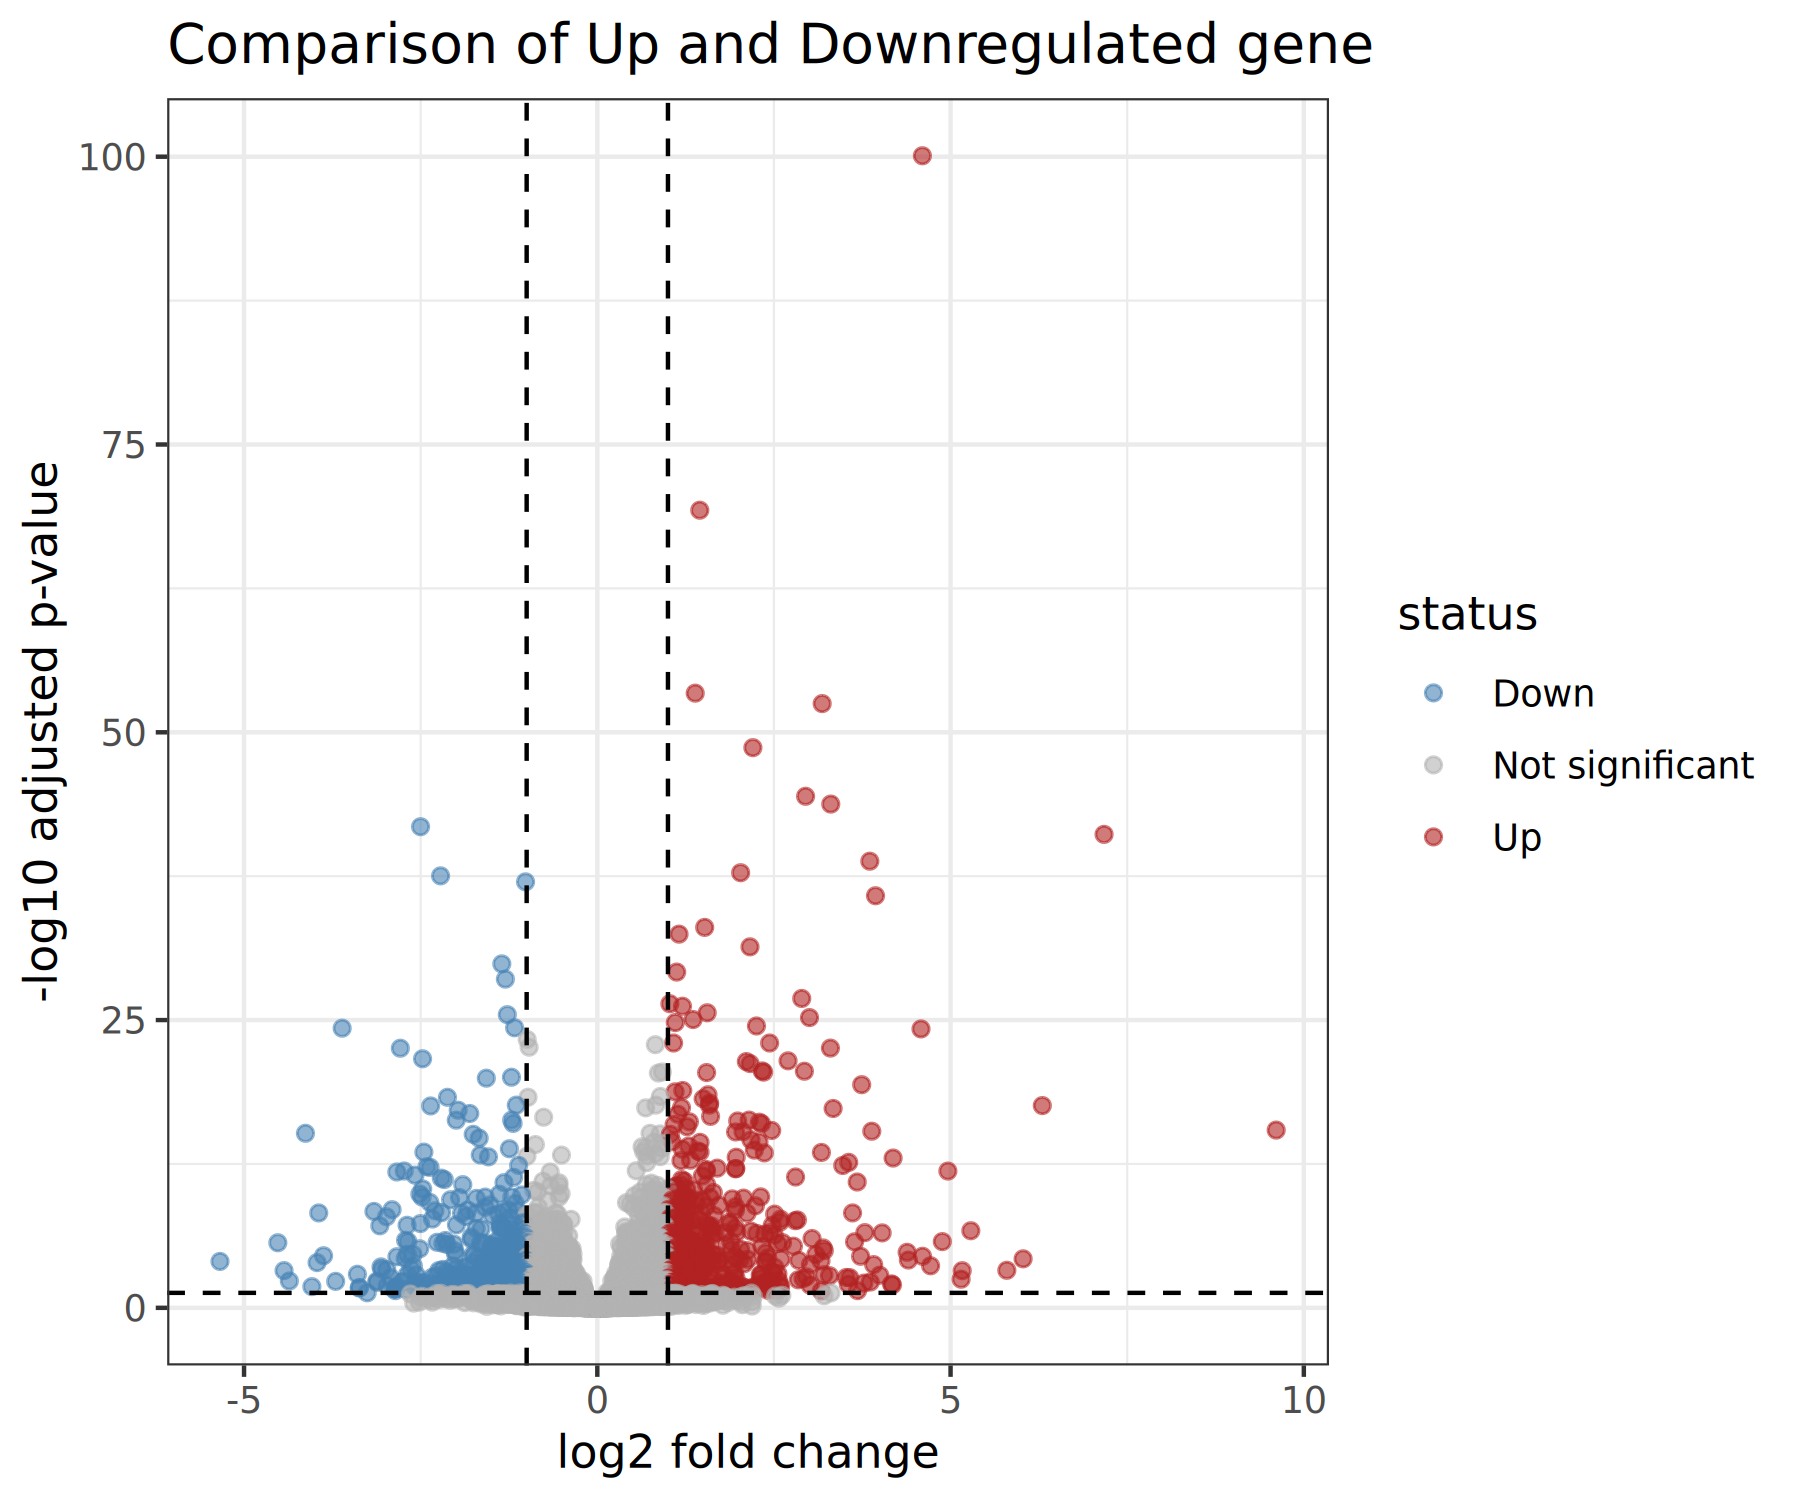 Comparison of Up and Downregulated gene
100
75
50
25
0
-log10 adjusted p-value
-5
0
5
10
log2 fold change
status
Down
Not significant
Up